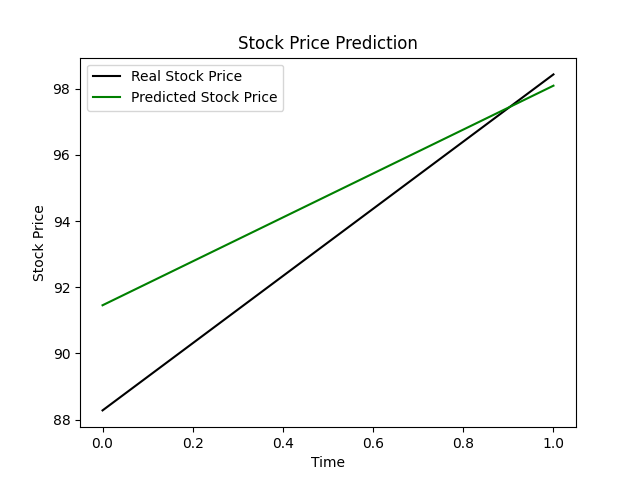 Stock Price Prediction
Real Stock Price
Predicted Stock Price
Stock Price
98
96
94
92
90
88
0.0 0.2 0.4 0.6 0.8 1.0
Time